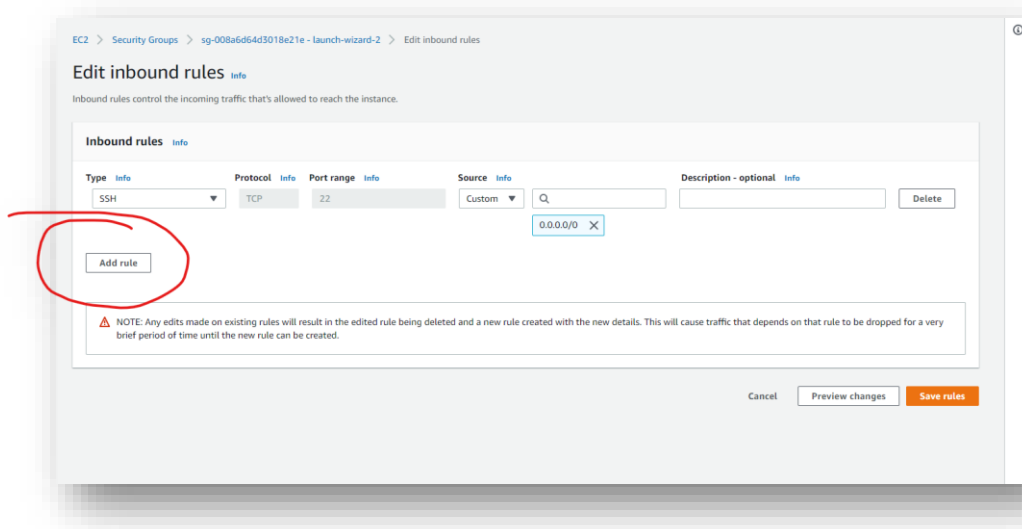 EC2 > Security Groups > sg-008a6d64d3018e21e - launch-wizard-2 > Edit inbound rules
Edit inbound rules Info
Inbound rules control the incoming traffic that's allowed to reach the instance.
Inbound rules Info
Type Info Protocol Info Port range Info Source Info Description - optional Info
SSH TCP 22 Custom Delete
0.0.0.0/0
Add rule
NOTE: Any edits made on existing rules will result in the edited rule being deleted and a new rule created with the new details. This will cause traffic that depends on that rule to be dropped for a very
brief period of time until the new rule can be created.
Cancel Preview changes Save rules